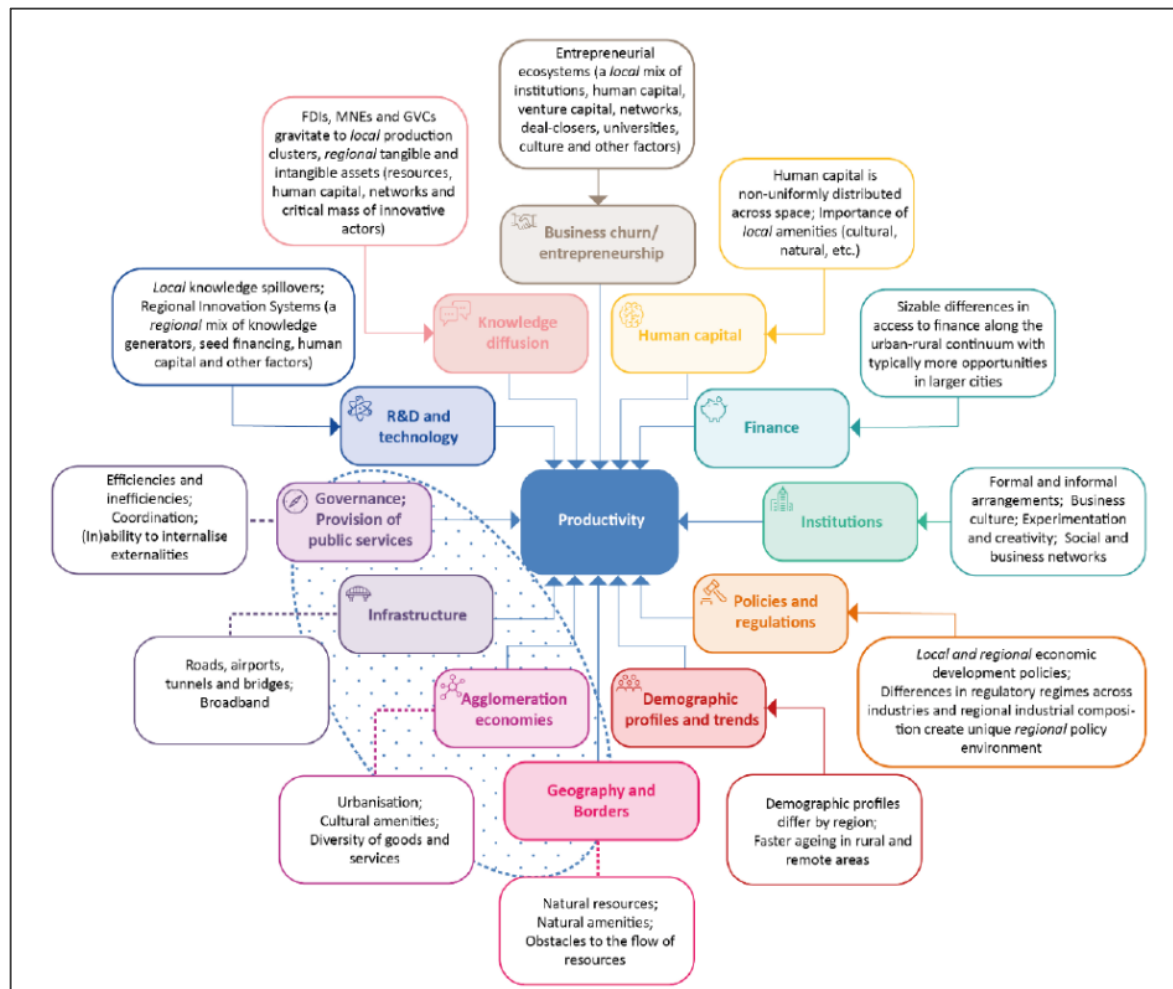 Entrepreneurial
ecosystems (a local mix of
institutions, human capital,
venture capital, networks,
deal-closers, universities,
culture and other factors)
FDIs, MNEs and GVCs
gravitate to local production
clusters, regional tangible and
intangible assets (resources,
human capital, networks and
critical mass of innovative
actors)
Human capital is
non-uniformly distributed
across space; Importance of
local amenities (cultural,
natural, etc.)
Business churn/
entrepreneurship
Local knowledge spillovers;
Regional Innovation Systems (a
regional mix of knowledge
generators, seed financing, human
capital and other factors)
Knowledge
diffusion
Human capital
Sizable differences in
access to finance along the
urban-rural continuum with
typically more opportunities
in larger cities
R&D and
technology
Finance
Efficiencies and
inefficiencies;
Coordination;
(In)ability to internalise
externalities
Governance;
Provision of
public services
Productivity
Institutions
Formal and informal
arrangements; Business
culture; Experimentation
and creativity; Social and
business networks
Infrastructure
Policies and
regulations
Roads, airports,
tunnels and bridges;
Broadband
Agglomeration
economies
Demographic
profiles and trends
Local and regional economic
development policies;
Differences in regulatory regimes across
industries and regional industrial composi-
tion create unique regional policy
environment
Urbanisation;
Cultural amenities;
Diversity of goods and
services
Geography and
Borders
Demographic profiles
differ by region;
Faster ageing in rural and
remote areas
Natural resources;
Natural amenities;
Obstacles to the flow of
resources